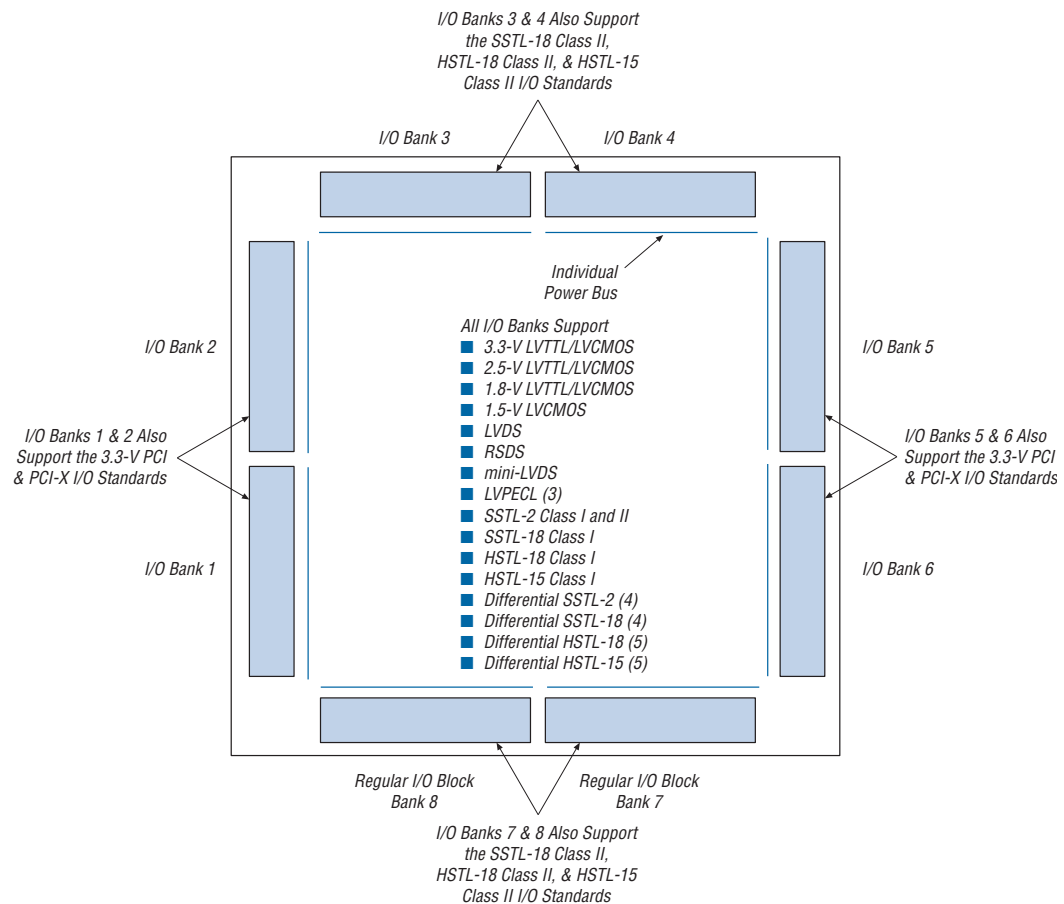 I/O Banks 3 & 4 Also Support
the SSTL-18 Class II,
HSTL-18 Class II, & HSTL-15
Class II I/O Standards
I/O Bank 3
I/O Bank 4
Individual
Power Bus
I/O Bank 2
I/O Bank 5
All I/O Banks Support
■ 3.3-V LVTTL/LVCMOS
■ 2.5-V LVTTL/LVCMOS
■ 1.8-V LVTTL/LVCMOS
■ 1.5-V LVCMOS
■ LVDS
■ RSDS
■ mini-LVDS
■ LVPECL (3)
■ SSTL-2 Class I and II
■ SSTL-18 Class I
■ HSTL-18 Class I
■ HSTL-15 Class I
■ Differential SSTL-2 (4)
■ Differential SSTL-18 (4)
■ Differential HSTL-18 (5)
■ Differential HSTL-15 (5)
I/O Banks 1 & 2 Also
Support the 3.3-V PCI
& PCI-X I/O Standards
I/O Banks 5 & 6 Also
Support the 3.3-V PCI
& PCI-X I/O Standards
I/O Bank 1
I/O Bank 6
Regular I/O Block
Bank 8
Regular I/O Block
Bank 7
I/O Banks 7 & 8 Also Support
the SSTL-18 Class II,
HSTL-18 Class II, & HSTL-15
Class II I/O Standards